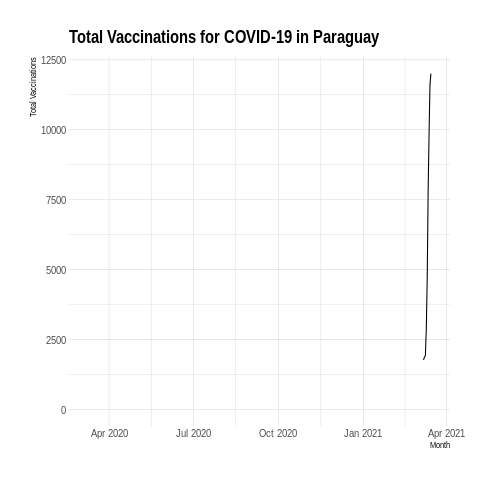 Total Vaccinations for COVID-19 in Paraguay
Total Vaccinations
12500
10000
7500
5000
2500
0
Apr 2020 Jul 2020 Oct 2020 Jan 2021 Apr 2021
Month